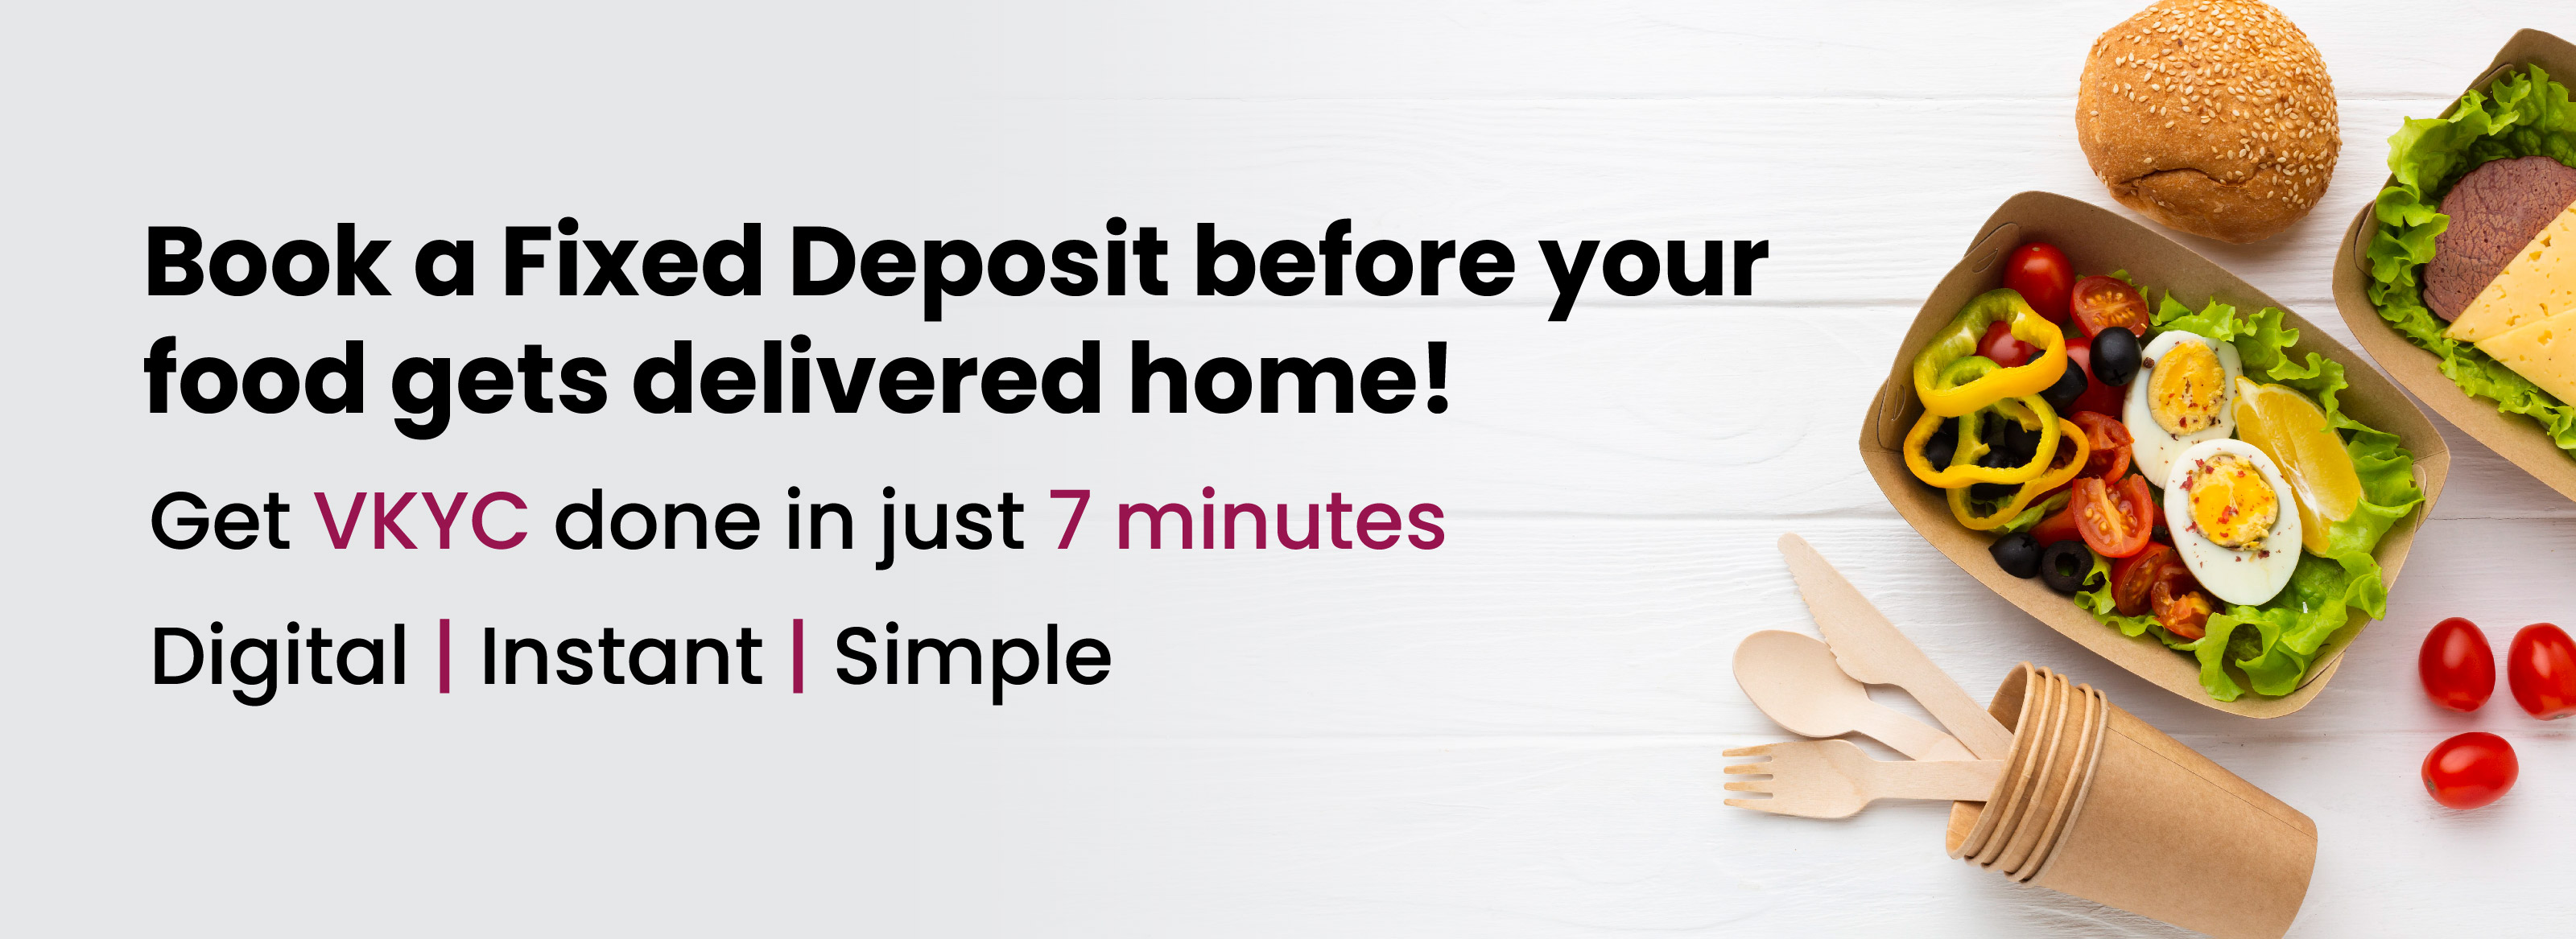 Book a Fixed Deposit before your
food gets delivered home!
Get VKYC done in just 7 minutes
Digital | Instant | Simple